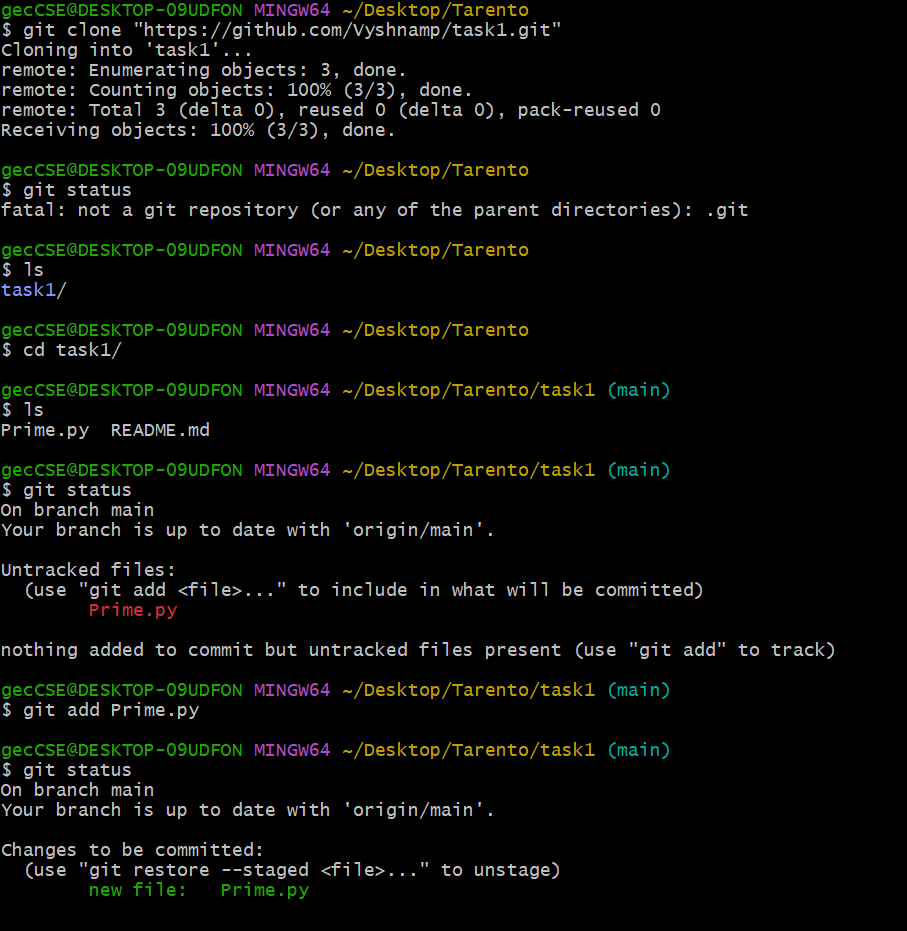 gecCSE@DESKTOP-09UDFON MINGW64 ~/Desktop/Tarento
$ git clone "https://github.com/Vyshnamp/task1.git"
Cloning into 'task1'...
remote: Enumerating objects: 3, done.
remote: Counting objects: 100% (3/3), done.
remote: Total 3 (delta 0), reused 0 (delta 0), pack-reused 0
Receiving objects: 100% (3/3), done.

gecCSE@DESKTOP-09UDFON MINGW64 ~/Desktop/Tarento
$ git status
fatal: not a git repository (or any of the parent directories): .git

gecCSE@DESKTOP-09UDFON MINGW64 ~/Desktop/Tarento
$ ls
task1/

gecCSE@DESKTOP-09UDFON MINGW64 ~/Desktop/Tarento
$ cd task1/

gecCSE@DESKTOP-09UDFON MINGW64 ~/Desktop/Tarento/task1 (main)
$ ls
Prime.py  README.md

gecCSE@DESKTOP-09UDFON MINGW64 ~/Desktop/Tarento/task1 (main)
$ git status
On branch main
Your branch is up to date with 'origin/main'.

Untracked files:
  (use "git add <file>..." to include in what will be committed)
        Prime.py

nothing added to commit but untracked files present (use "git add" to track)

gecCSE@DESKTOP-09UDFON MINGW64 ~/Desktop/Tarento/task1 (main)
$ git add Prime.py

gecCSE@DESKTOP-09UDFON MINGW64 ~/Desktop/Tarento/task1 (main)
$ git status
On branch main
Your branch is up to date with 'origin/main'.

Changes to be committed:
  (use "git restore --staged <file>..." to unstage)
        new file:   Prime.py